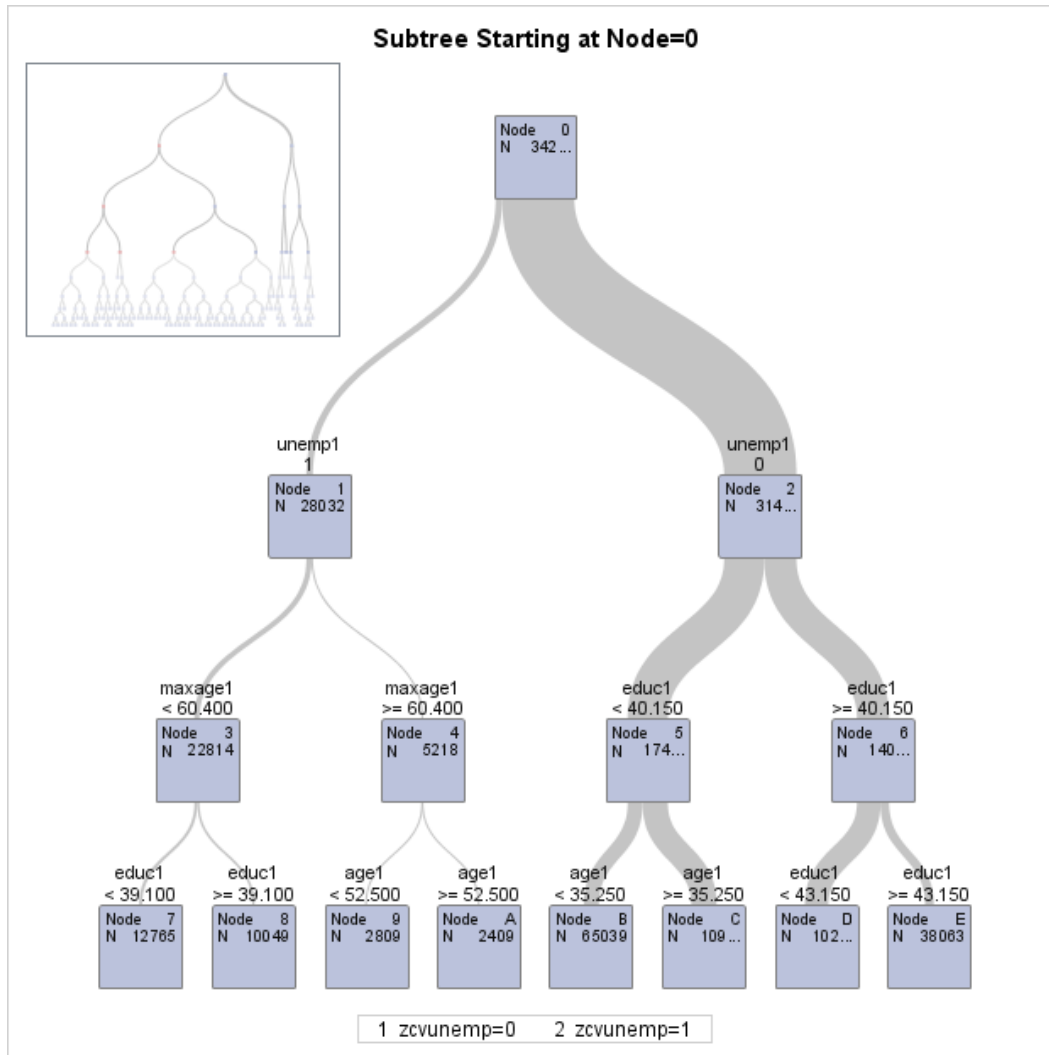 Subtree Starting at Node=0
Node 0
N 342...
unemp1
1
Node 1
N 28032
unemp1
0
Node 2
N 314...
maxage1
< 60.400
Node 3
N 22814
maxage1
>= 60.400
Node 4
N 5218
educ1
< 40.150
Node 5
N 174...
educ1
>= 40.150
Node 6
N 140...
educ1
< 39.100
Node 7
N 12765
educ1
>= 39.100
Node 8
N 10049
age1
< 52.500
Node 9
N 2809
age1
>= 52.500
Node A
N 2409
age1
< 35.250
Node B
N 65039
age1
>= 35.250
Node C
N 109...
educ1
< 43.150
Node D
N 102...
educ1
>= 43.150
Node E
N 38063
1 zcvunemp=0 2 zcvunemp=1